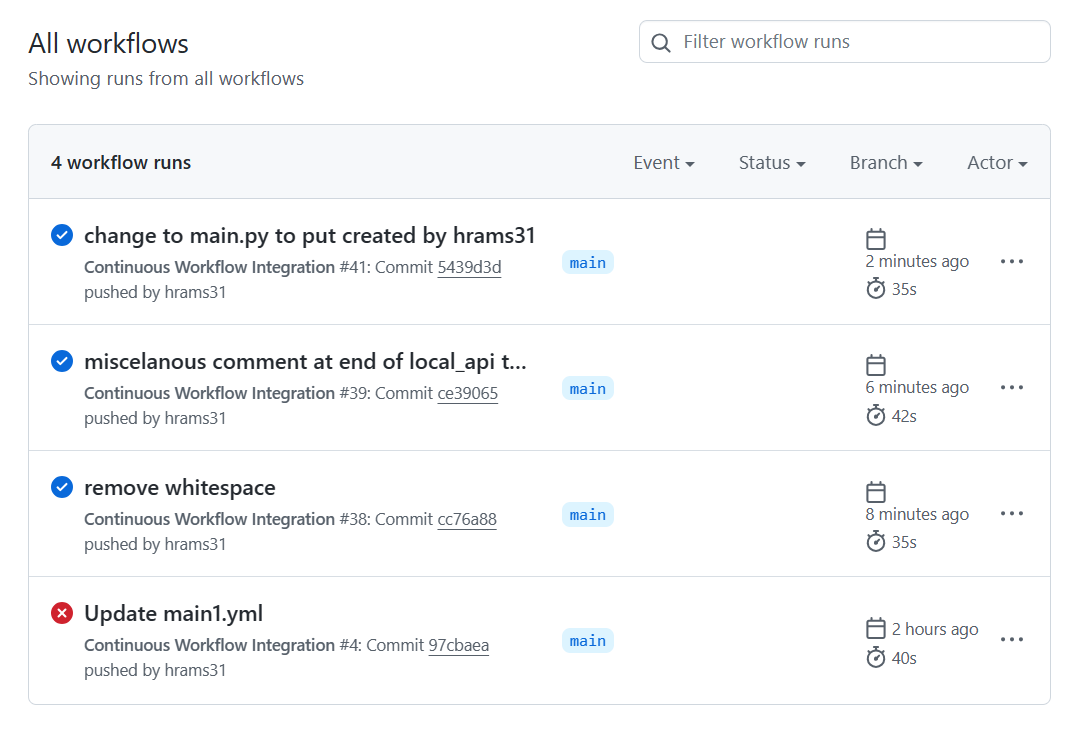 All workflows
Filter workflow runs
Showing runs from all workflows
4 workflow runs
Event
Status
Branch
Actor
change to main.py to put created by hrams31
Continuous Workflow Integration #41: Commit 5439d3d
pushed by hrams31
main
2 minutes ago
35s
miscelanous comment at end of local_api t...
Continuous Workflow Integration #39: Commit ce39065
pushed by hrams31
main
6 minutes ago
42s
remove whitespace
Continuous Workflow Integration #38: Commit cc76a88
pushed by hrams31
main
8 minutes ago
35s
Update main1.yml
Continuous Workflow Integration #4: Commit 97cbaea
pushed by hrams31
main
2 hours ago
40s